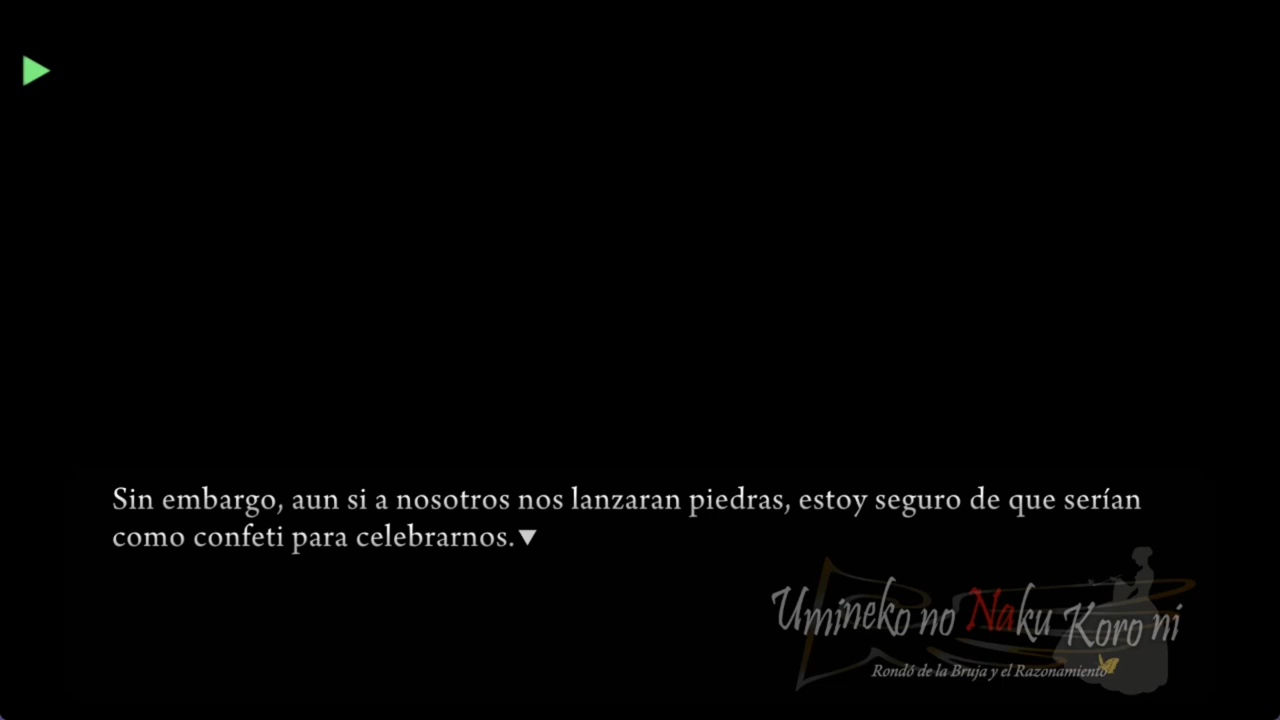 Sin embargo, aun si a nosotros nos lanzaran piedras, estoy seguro de que serían
como confeti para celebrarnos.
Umineko no Naku Koro ni
Rondó de la Bruja y el Razonamiento